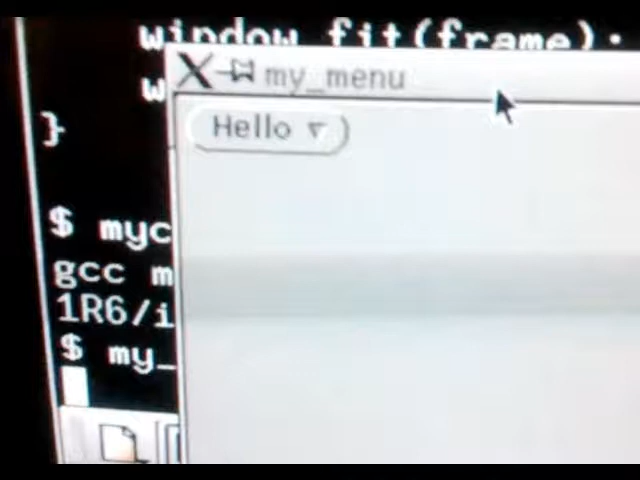 window_fit(frame);
my_menu
w
Hello
}
$ myc
gcc m
1R6/i
$ my_